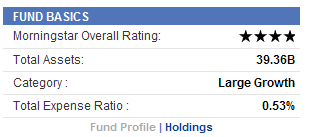 FUND BASICS
Morningstar Overall Rating: ★★★★
Total Assets: 39.36B
Category : Large Growth
Total Expense Ratio : 0.53%
Fund Profile | Holdings